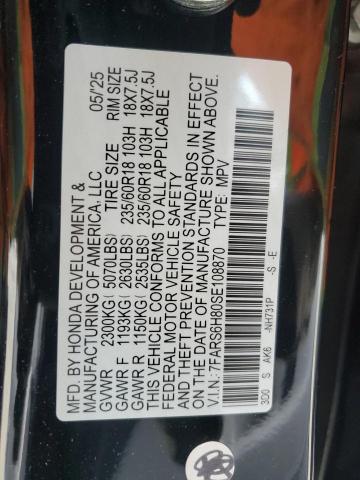 MFD. BY HONDA DEVELOPMENT &
MANUFACTURING OF AMERICA, LLC. 05/'25
TIRE SIZE RIM SIZE
GVWR 2300KG ( 5070LBS)
GAWR F 1193KG ( 2630LBS) 235/60R18 103H 18X7.5J
GAWR R 1150KG ( 2535LBS) 235/60R18 103H 18X7.5J
THIS VEHICLE CONFORMS TO ALL APPLICABLE
FEDERAL MOTOR VEHICLE SAFETY
AND THEFT PREVENTION STANDARDS IN EFFECT
ON THE DATE OF MANUFACTURE SHOWN ABOVE.
V.I.N.: 7FARS6H80SE108870 TYPE: MPV
3D0 S AK6 -NH731P -S -E